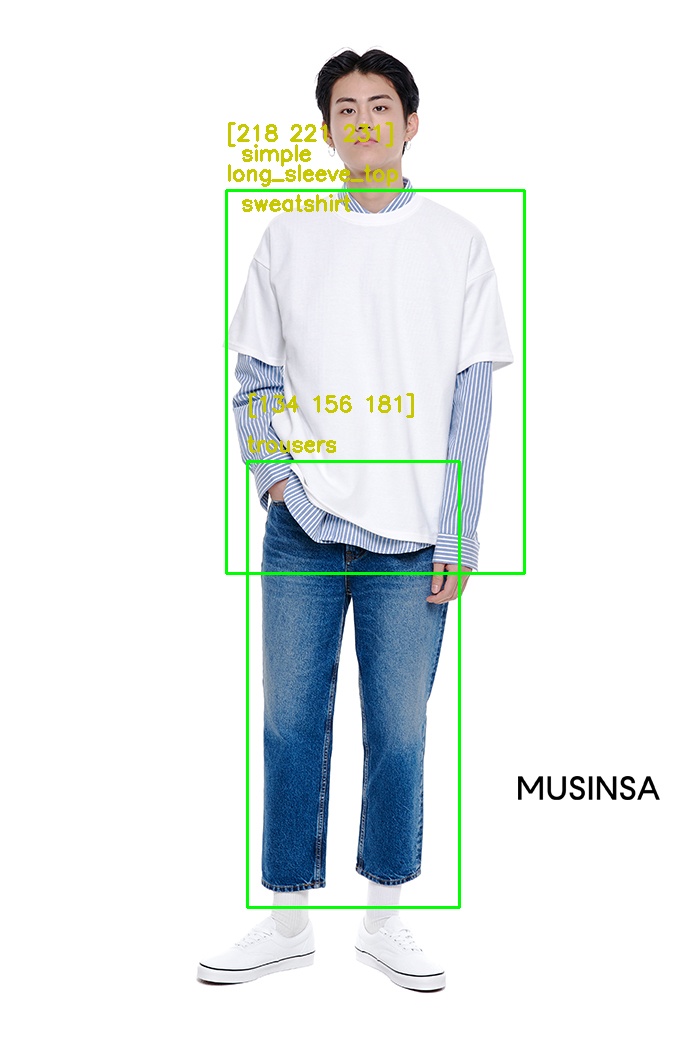 [218 221 231]
simple
long_sleeve_top
sweatshirt
[134 156 181]
trousers
MUSINSA